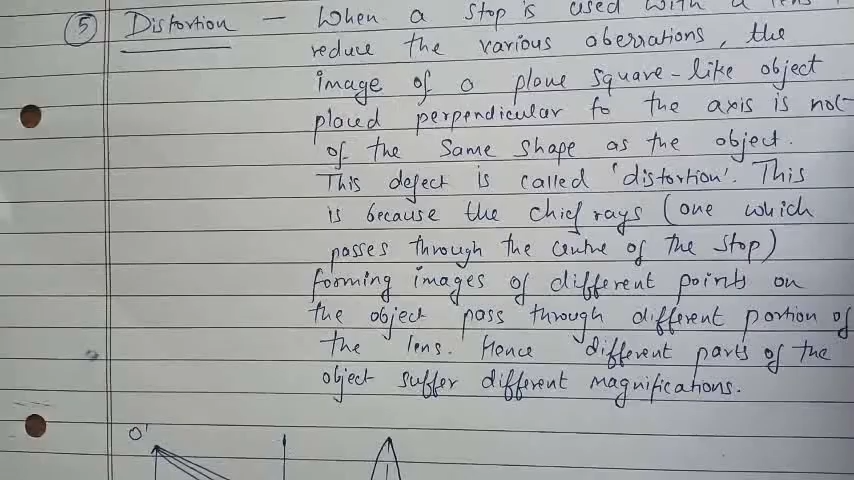 (5) Distortion - When a stop is used with a lens
reduce the various aberrations, the
image of a plane square-like object
placed perpendicular to the axis is not
of the same shape as the object.
This defect is called 'distortion'. This
is because the chief rays (one which
passes through the centre of the stop)
forming images of different points on
the object pass through different portion of
the lens. Hence different parts of the
object suffer different magnifications.
O'